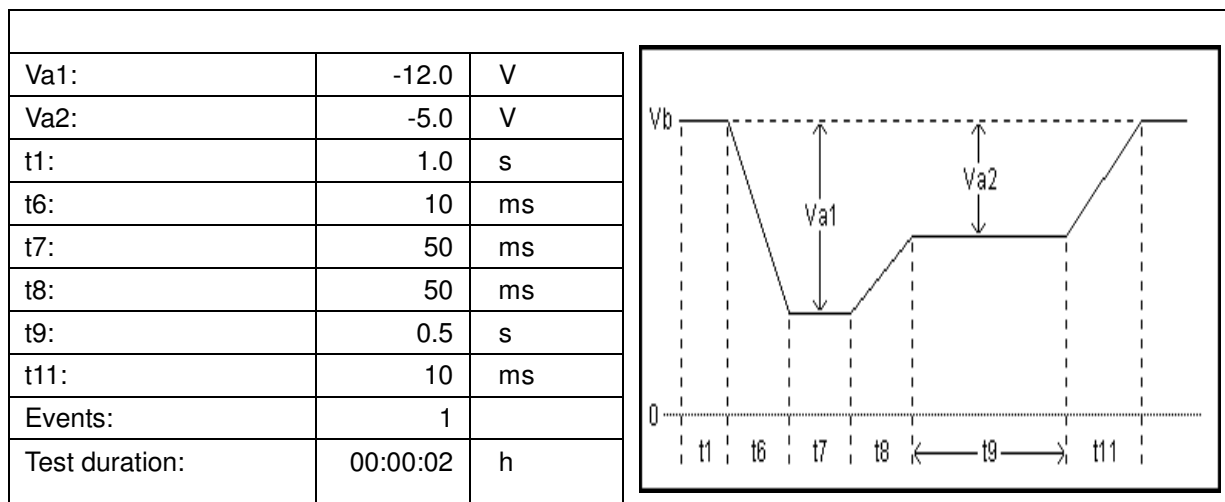 Va1: -12.0 V
Va2: -5.0 V
t1: 1.0 s
t6: 10 ms
t7: 50 ms
t8: 50 ms
t9: 0.5 s
t11: 10 ms
Events: 1
Test duration: 00:00:02 h
Vb
Va2
Va1
0
t1 t6 t7 t8 t9 t11